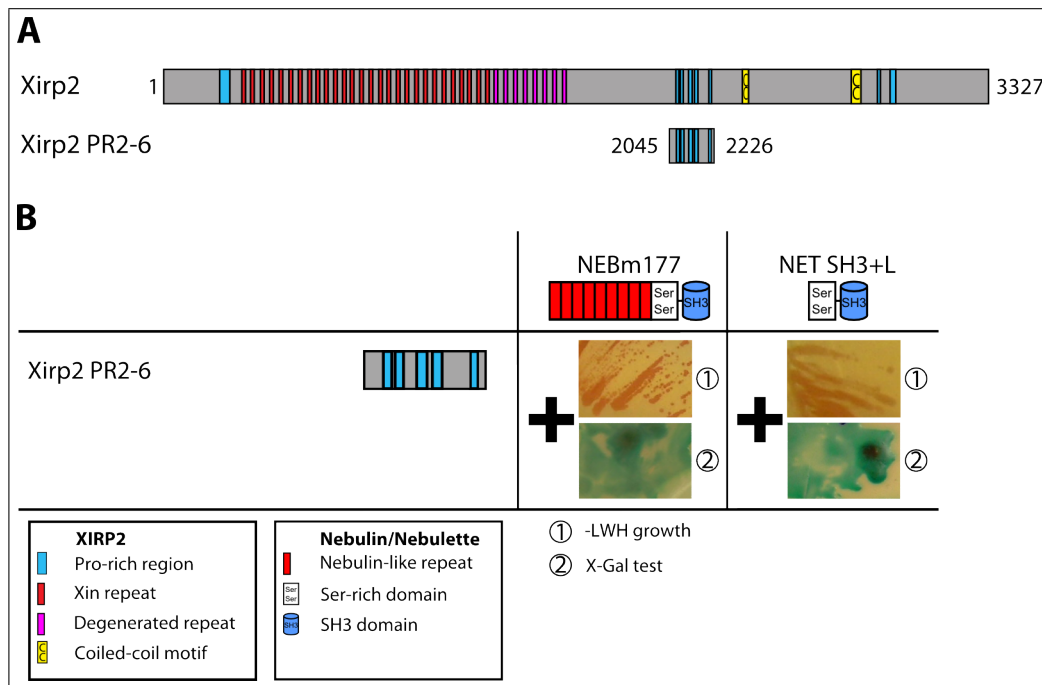 A
Xirp2
1
3327
Xirp2 PR2-6
2045
2226
B
NEBm177
NET SH3+L
Ser
Ser
SH3
Ser
Ser
SH3
Xirp2 PR2-6
1
1
2
2
XIRP2
Pro-rich region
Xin repeat
Degenerated repeat
C
C
Coiled-coil motif
Nebulin/Nebulette
Nebulin-like repeat
Ser
Ser
Ser-rich domain
SH3
SH3 domain
1 -LWH growth
2 X-Gal test